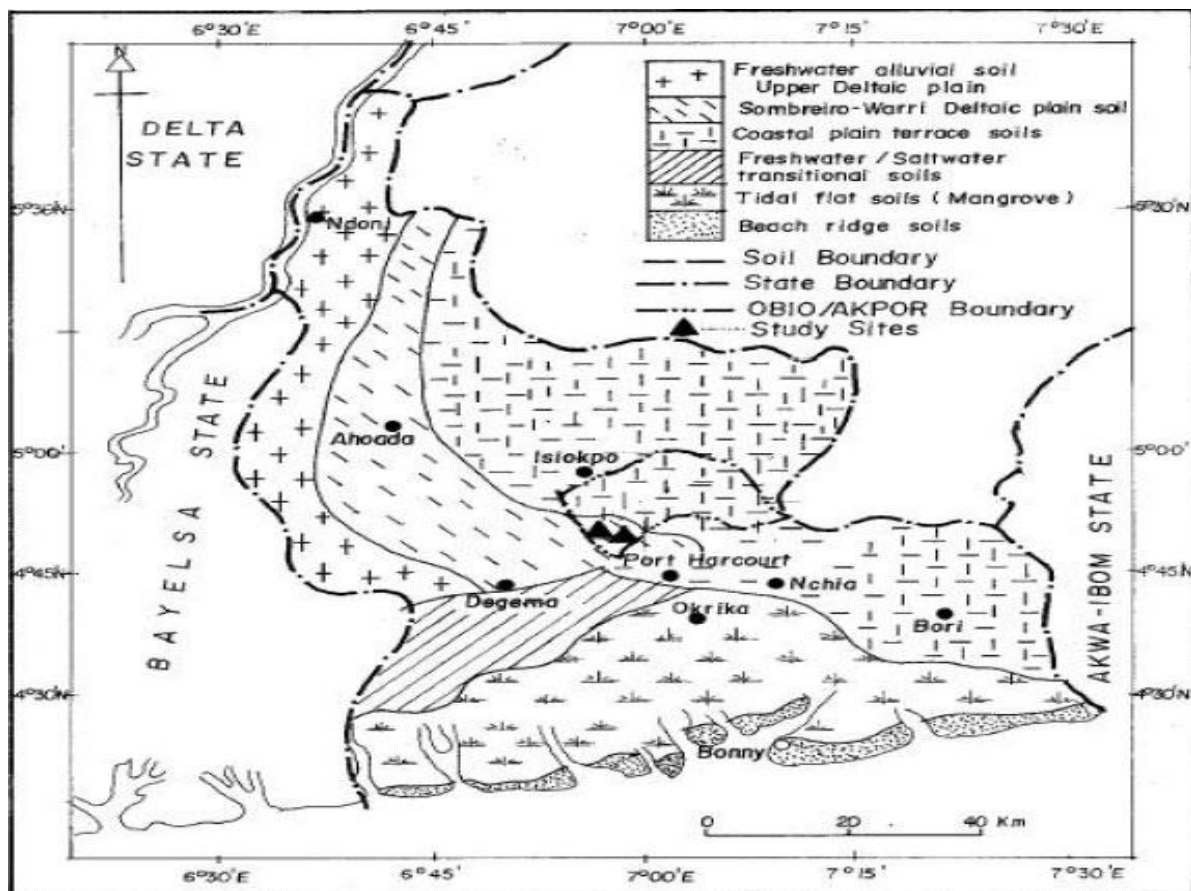 6°30'E 6°45' 7°00'E 7°15' 7°30'E
N
DELTA
STATE
Freshwater alluvial soil
Upper Deltaic plain
Sombreiro-Warri Deltaic plain soil
Coastal plain terrace soils
Freshwater / Saltwater
transitional soils
Tidal flat soils (Mangrove)
Beach ridge soils
Soil Boundary
State Boundary
OBIO/AKPOR Boundary
Study Sites
5°30'N
Ndoni
BAYELSA STATE
Ahoada
Isiokpo
5°00'
5°00'N
Port Harcourt
4°45'N
4°45'N
Degema
Nchia
Okrika
Bori
AKWA-IBOM STATE
4°30'N
4°30'N
Bonny
0 20 40 Km
6°30'E 6°45' 7°00'E 7°15' 7°30'E